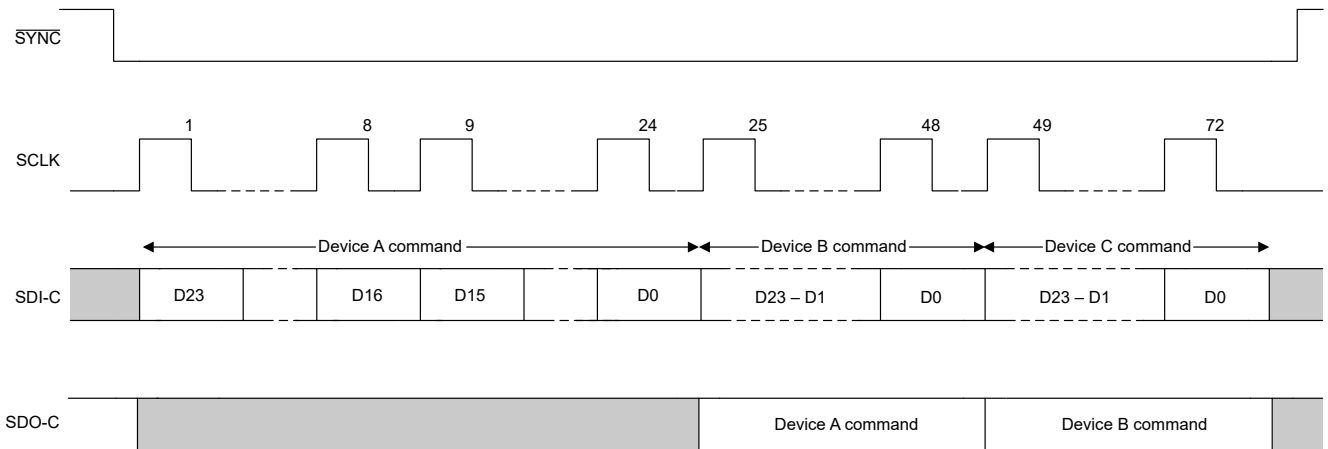 SYNC
1 8 9 24 25 48 49 72
SCLK
Device A command Device B command Device C command
SDI-C D23 D16 D15 D0 D23 – D1 D0 D23 – D1 D0
SDO-C Device A command Device B command